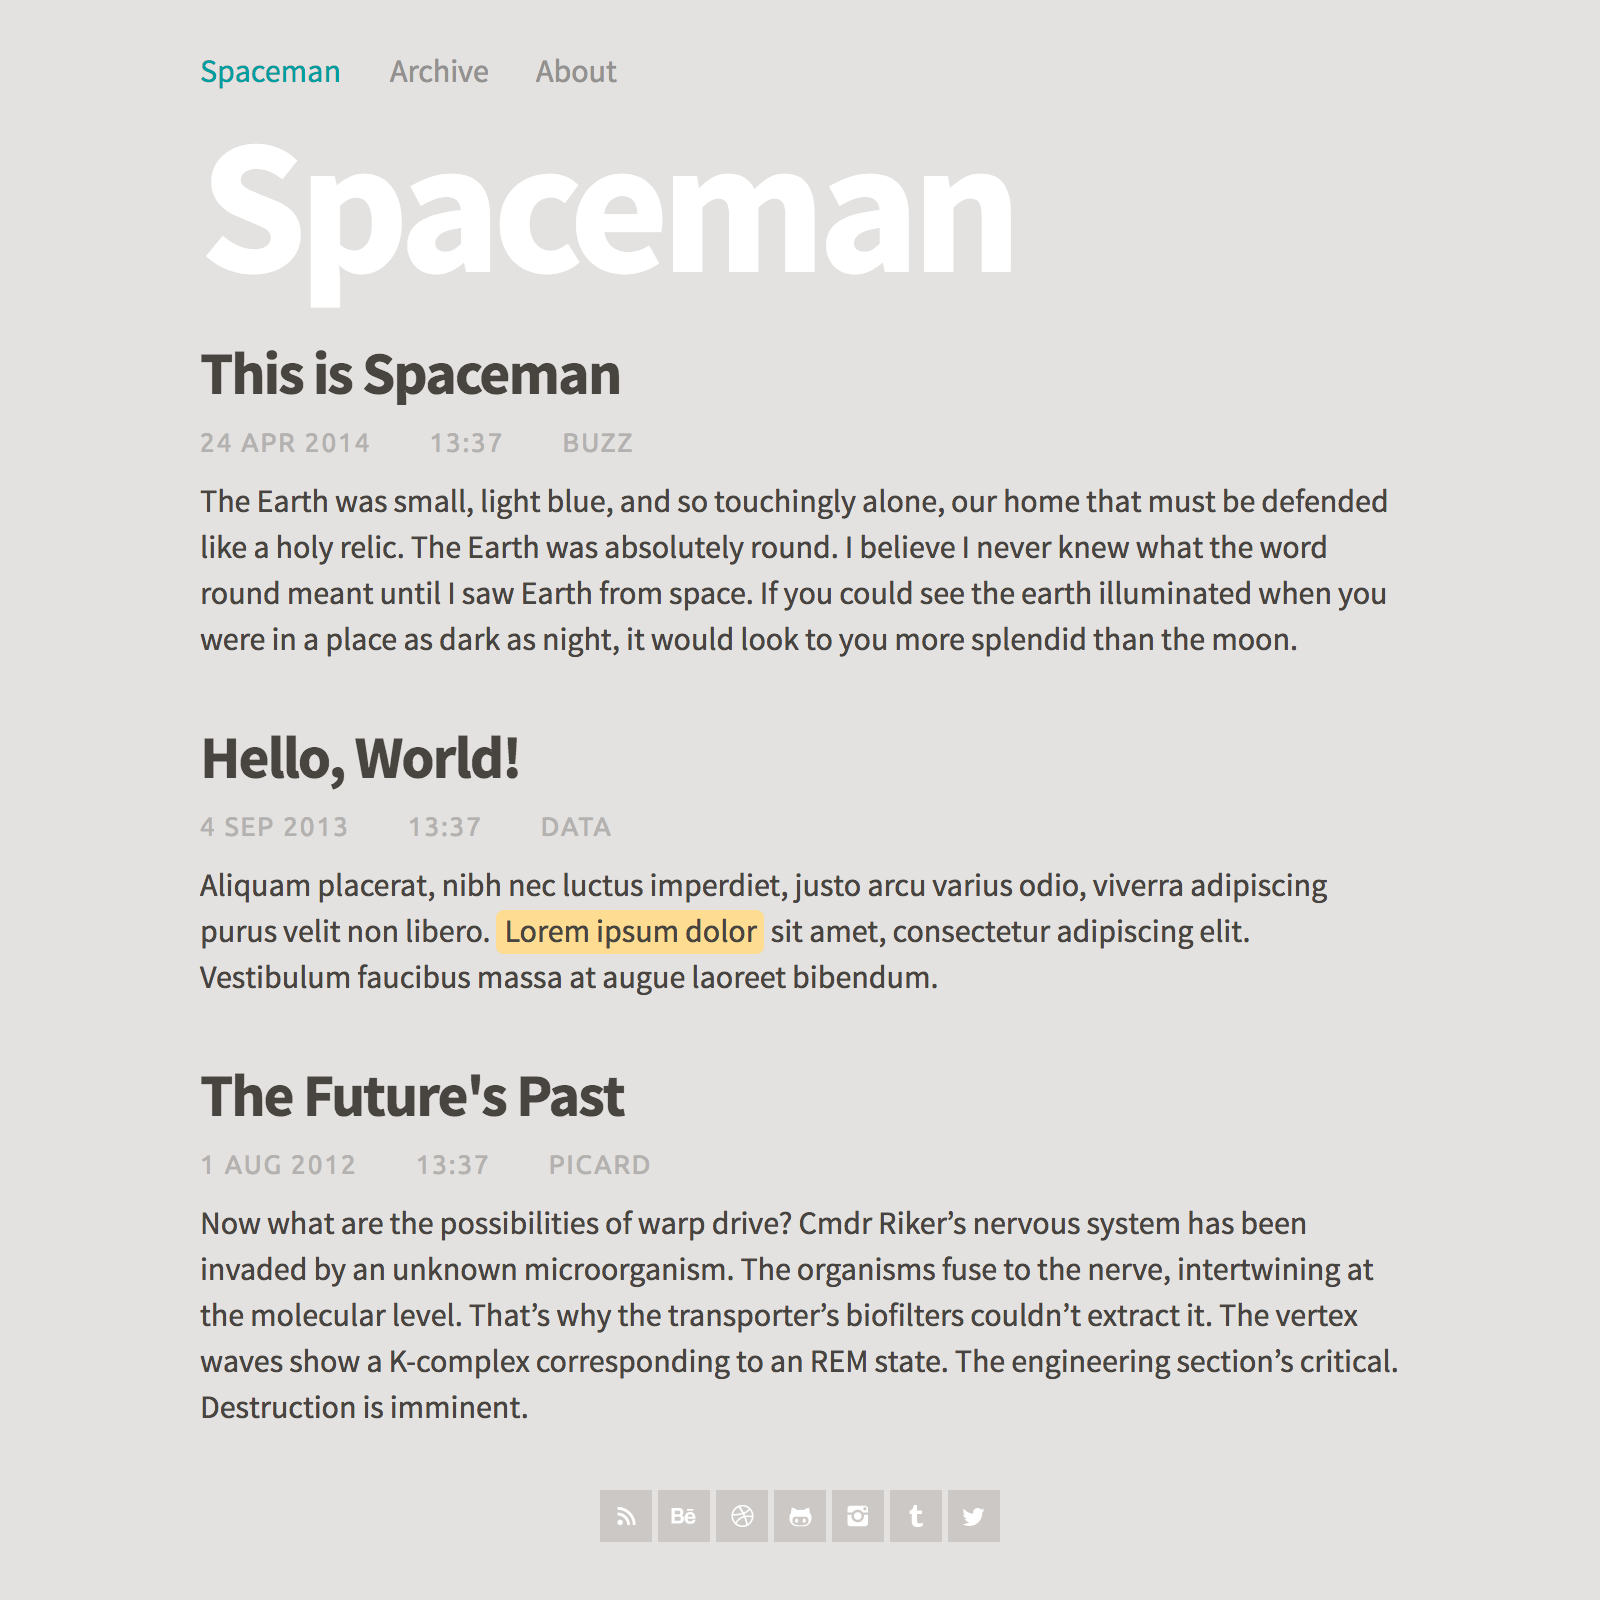 Spaceman Archive About
Spaceman
This is Spaceman
24 APR 2014 13:37 BUZZ
The Earth was small, light blue, and so touchingly alone, our home that must be defended
like a holy relic. The Earth was absolutely round. I believe I never knew what the word
round meant until I saw Earth from space. If you could see the earth illuminated when you
were in a place as dark as night, it would look to you more splendid than the moon.
Hello, World!
4 SEP 2013 13:37 DATA
Aliquam placerat, nibh nec luctus imperdiet, justo arcu varius odio, viverra adipiscing
purus velit non libero. Lorem ipsum dolor sit amet, consectetur adipiscing elit.
Vestibulum faucibus massa at augue laoreet bibendum.
The Future's Past
1 AUG 2012 13:37 PICARD
Now what are the possibilities of warp drive? Cmdr Riker’s nervous system has been
invaded by an unknown microorganism. The organisms fuse to the nerve, intertwining at
the molecular level. That’s why the transporter’s biofilters couldn’t extract it. The vertex
waves show a K-complex corresponding to an REM state. The engineering section’s critical.
Destruction is imminent.
Bē t